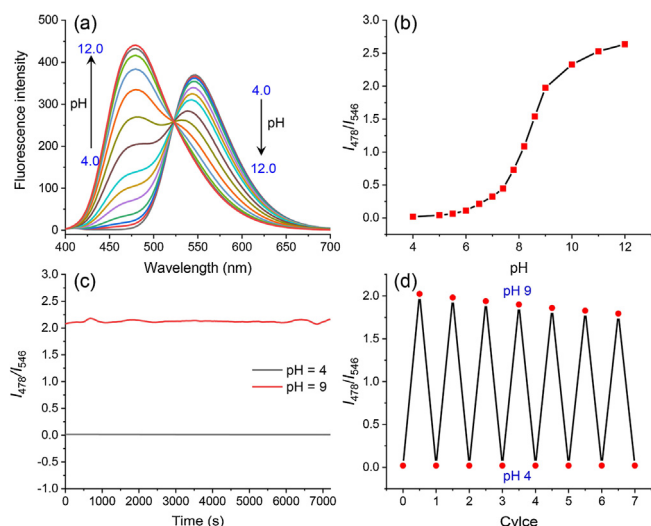 (a)
500
400
300
200
100
0
Fluorescence intensity
12.0
pH
4.0
4.0
pH
12.0
400 450 500 550 600 650 700
Wavelength (nm)
(b)
3.0
2.5
2.0
1.5
1.0
0.5
0.0
I478/I546
4 6 8 10 12
pH
(c)
3.0
2.5
2.0
1.5
1.0
0.5
0.0
-0.5
-1.0
I478/I546
pH = 4
pH = 9
0 1000 2000 3000 4000 5000 6000 7000
Time (s)
(d)
2.0
1.5
1.0
0.5
0.0
I478/I546
pH 9
pH 4
0 1 2 3 4 5 6 7
Cylce